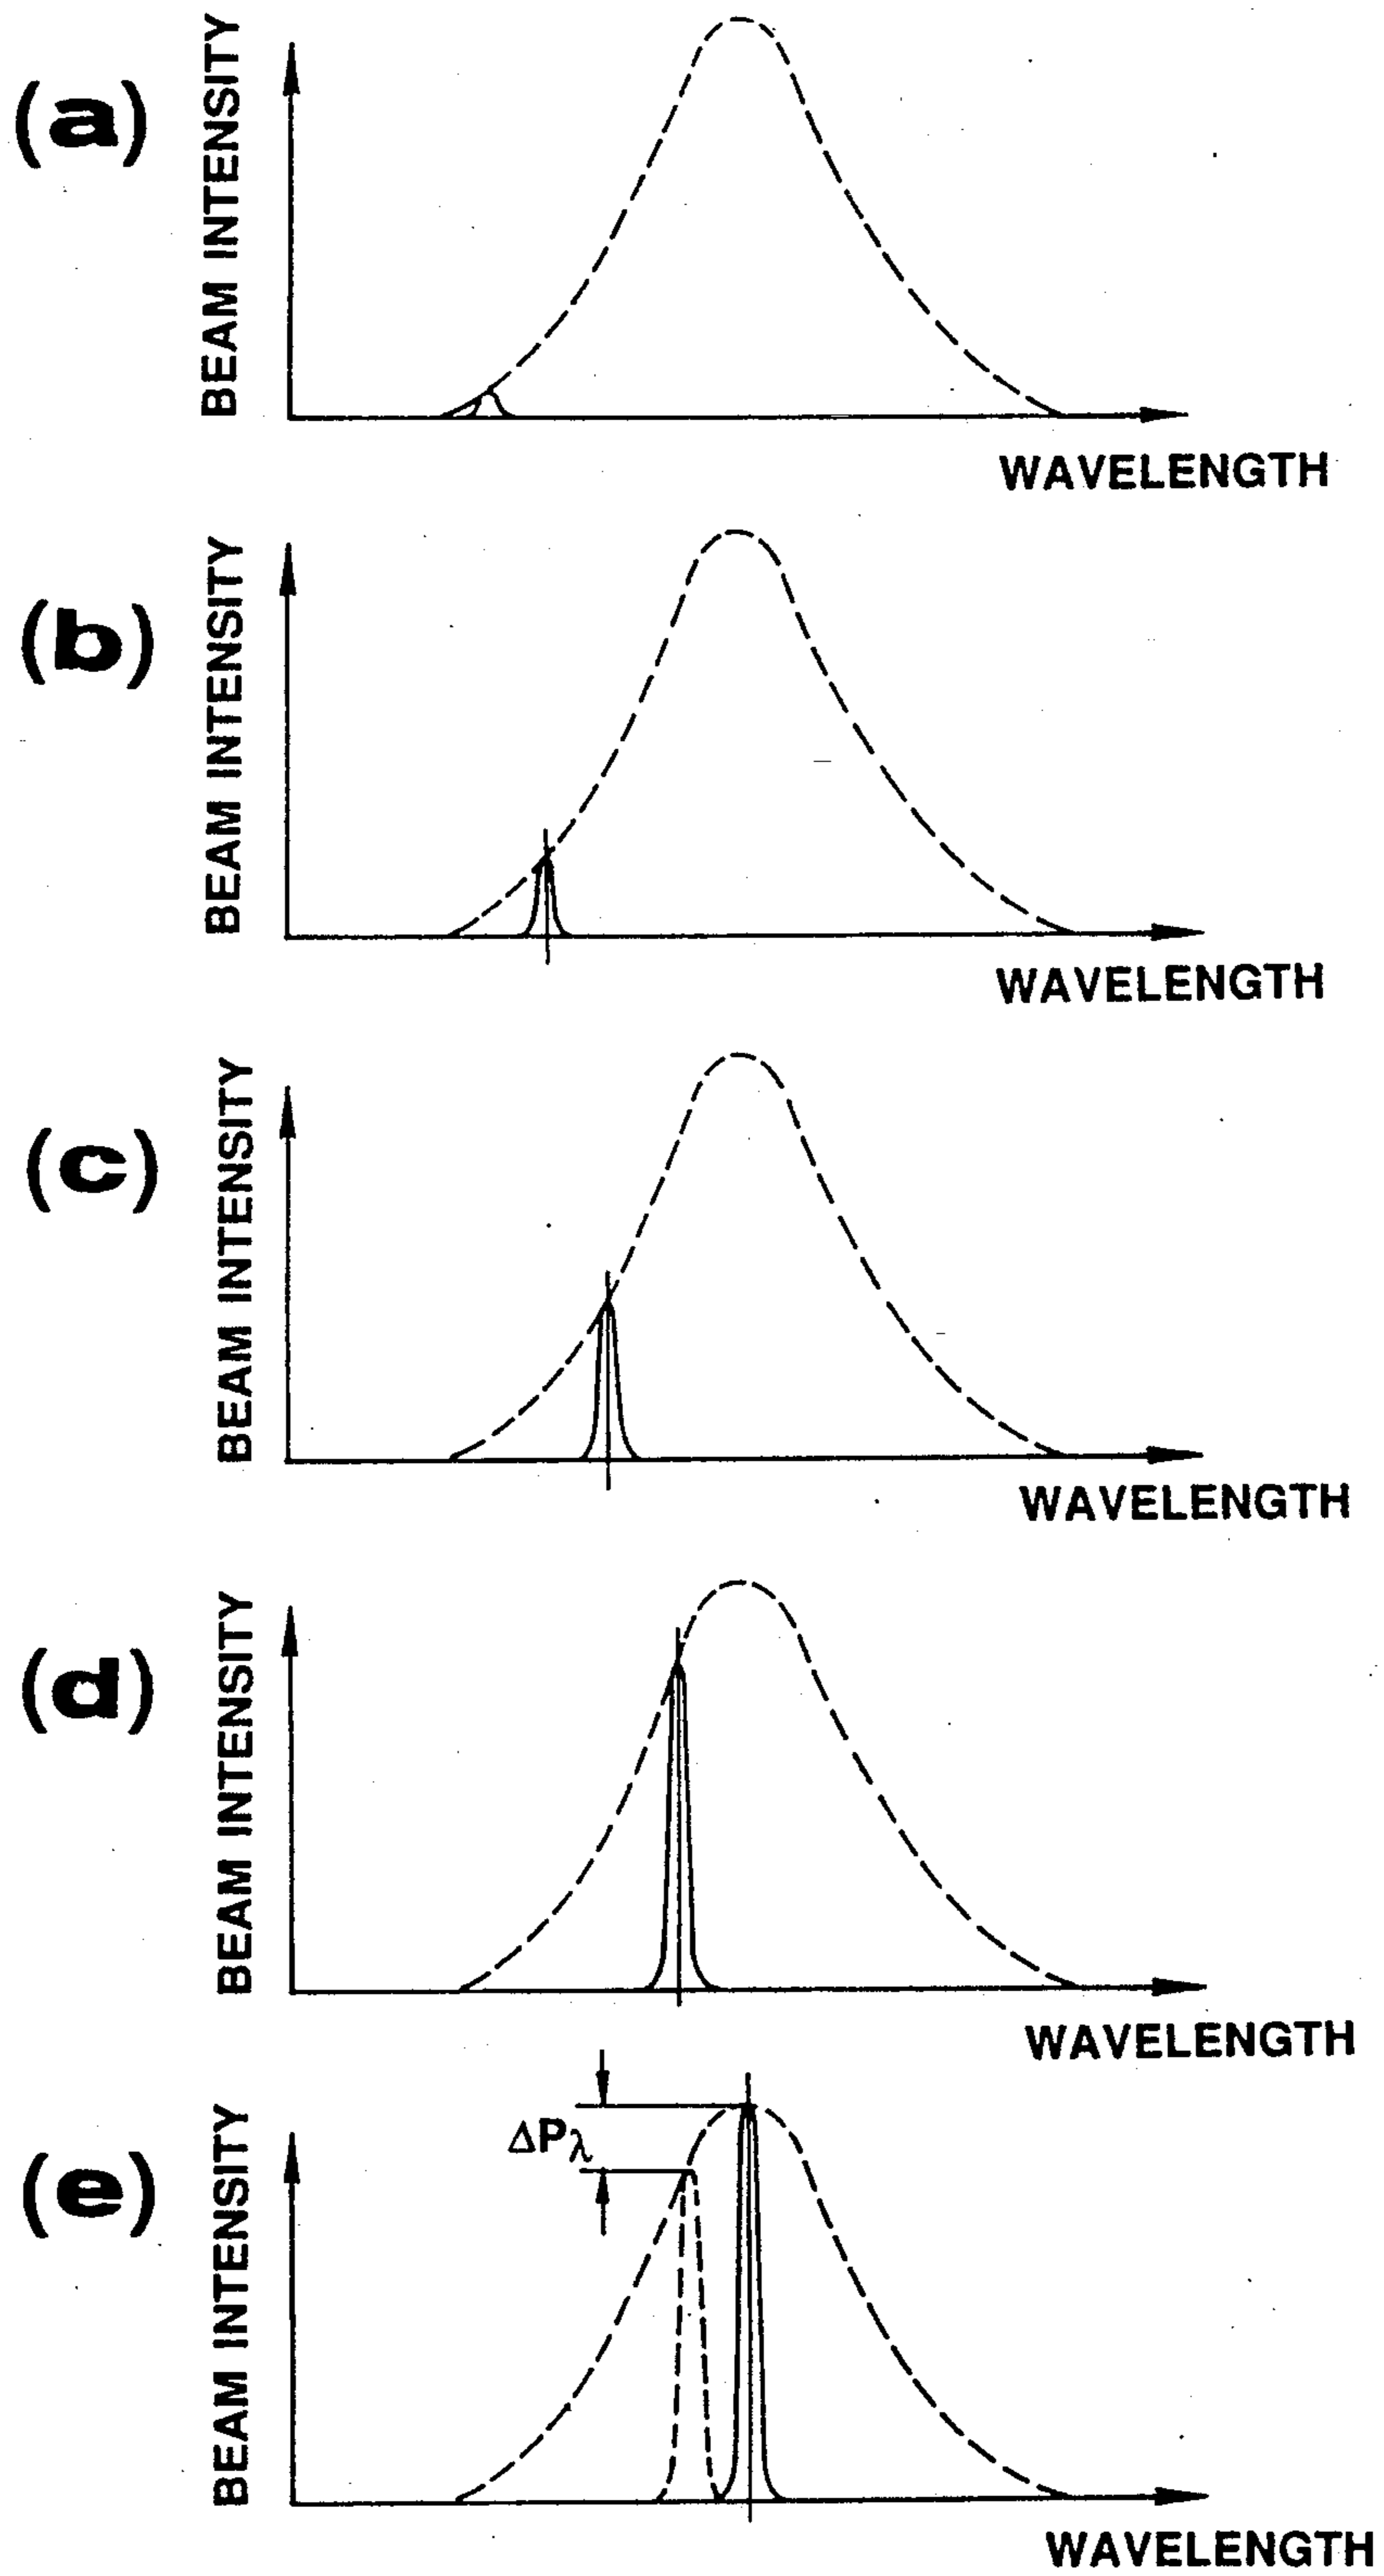 (a)
BEAM INTENSITY
WAVELENGTH
(b)
BEAM INTENSITY
WAVELENGTH
(c)
BEAM INTENSITY
WAVELENGTH
(d)
BEAM INTENSITY
WAVELENGTH
(e)
BEAM INTENSITY
ΔPλ
WAVELENGTH